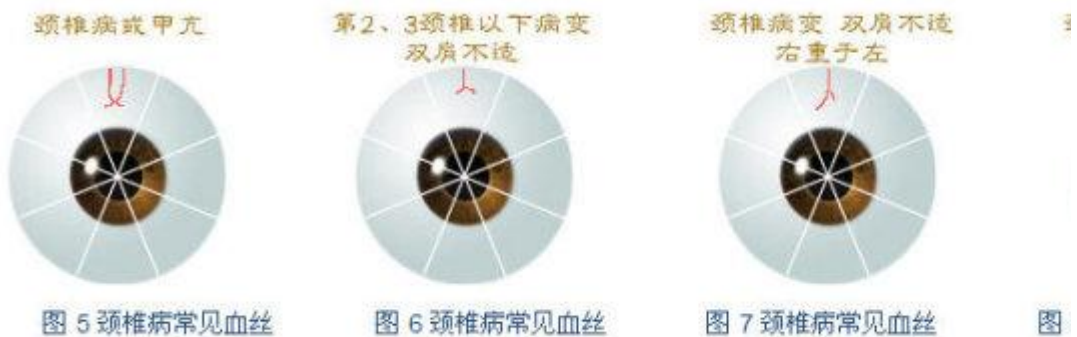 颈椎病或甲亢
第2、3颈椎以下病变
双肩不适
颈椎病变 双肩不适
右重于左
图 5 颈椎病常见血丝
图 6 颈椎病常见血丝
图 7 颈椎病常见血丝
图